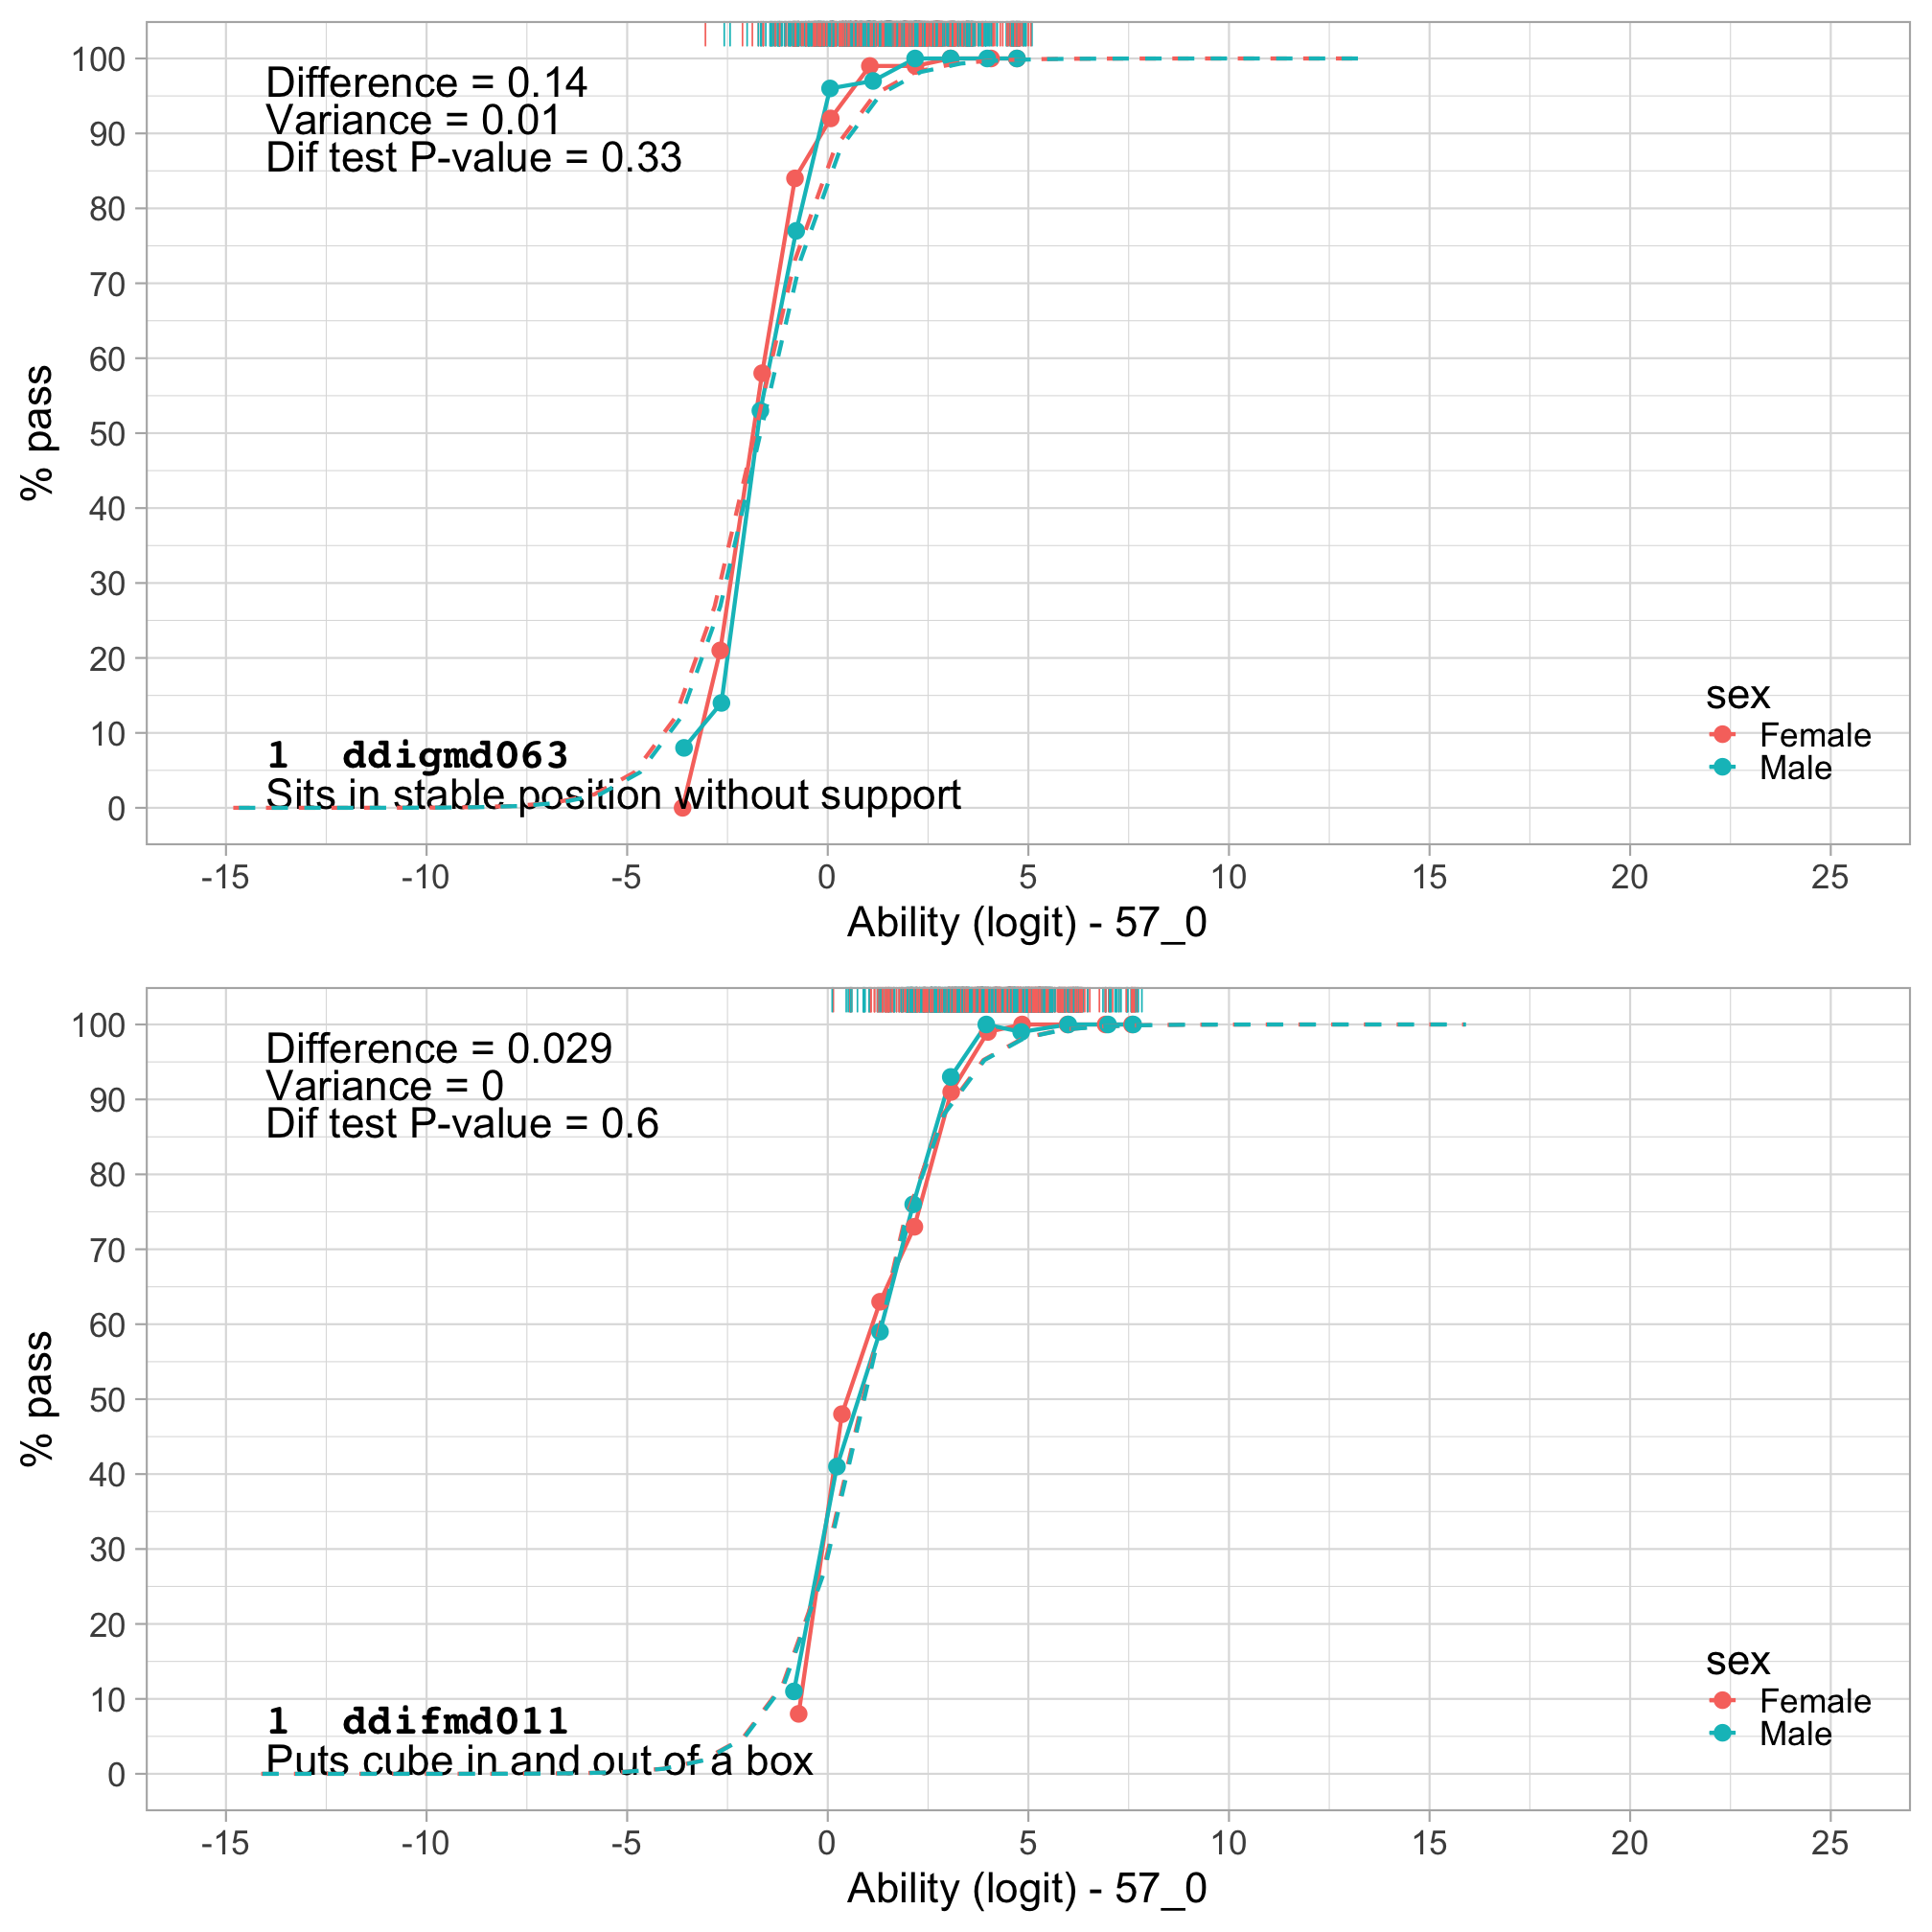 Difference = 0.14
Variance = 0.01
Dif test P-value = 0.33
100
90
80
70
60
50
40
30
20
10
0
% pass
1 ddigmd063
Sits in stable position without support
sex
Female
Male
-15 -10 -5 0 5 10 15 20 25
Ability (logit) - 57_0
Difference = 0.029
Variance = 0
Dif test P-value = 0.6
100
90
80
70
60
50
40
30
20
10
0
% pass
1 ddifmd011
Puts cube in and out of a box
sex
Female
Male
-15 -10 -5 0 5 10 15 20 25
Ability (logit) - 57_0